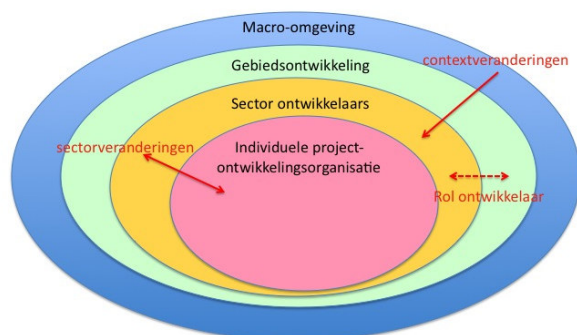 Macro-omgeving
Gebiedsontwikkeling
contextveranderingen
Sector ontwikkelaars
sectorveranderingen
Individuele project-
ontwikkelingsorganisatie
Rol ontwikkelaar